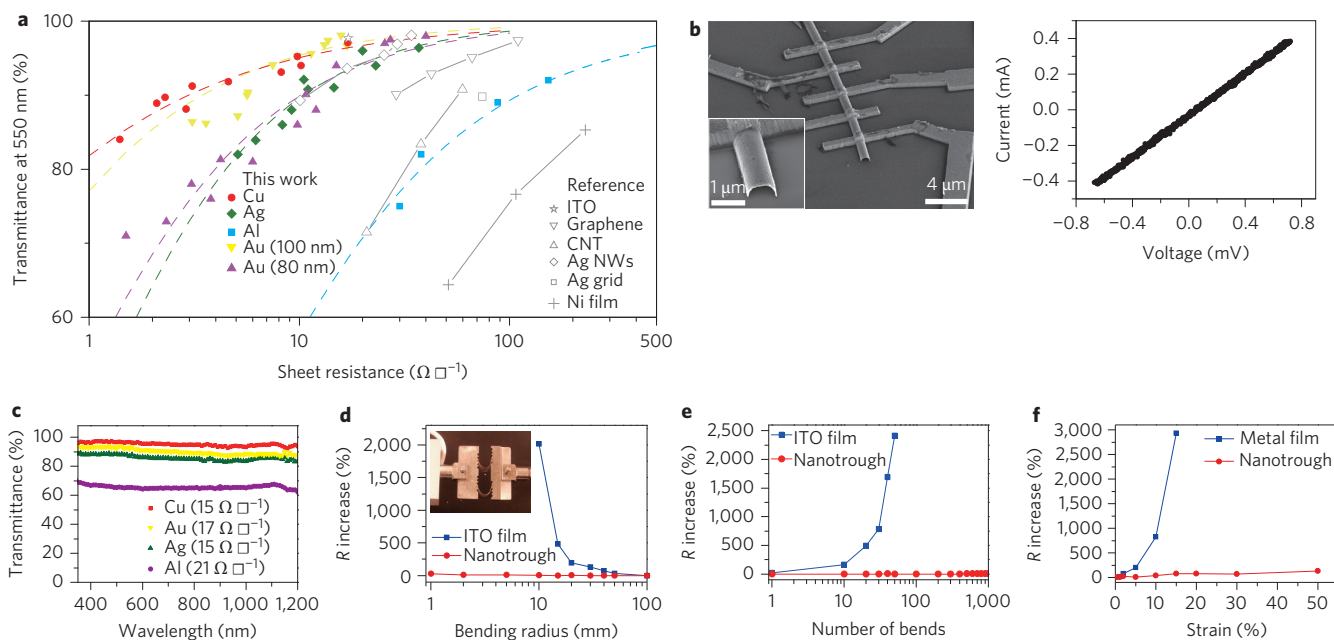 a
Transmittance at 550 nm (%)
100
80
60
1
10
100
500
Sheet resistance (Ω □⁻¹)
This work
Cu
Ag
Al
Au (100 nm)
Au (80 nm)
Reference
ITO
Graphene
CNT
Ag NWs
Ag grid
Ni film
b
1 μm
4 μm
Current (mA)
0.4
0.2
0.0
−0.2
−0.4
−0.8
−0.4
0.0
0.4
0.8
Voltage (mV)
c
Transmittance (%)
100
80
60
40
20
0
400
600
800
1,000
1,200
Wavelength (nm)
Cu (15 Ω □⁻¹)
Au (17 Ω □⁻¹)
Ag (15 Ω □⁻¹)
Al (21 Ω □⁻¹)
d
R increase (%)
2,000
1,500
1,000
500
0
ITO film
Nanotrough
1
10
100
Bending radius (mm)
e
R increase (%)
2,500
2,000
1,500
1,000
500
0
ITO film
Nanotrough
1
10
100
1,000
Number of bends
f
R increase (%)
3,000
2,500
2,000
1,500
1,000
500
0
Metal film
Nanotrough
0
10
20
30
40
50
Strain (%)